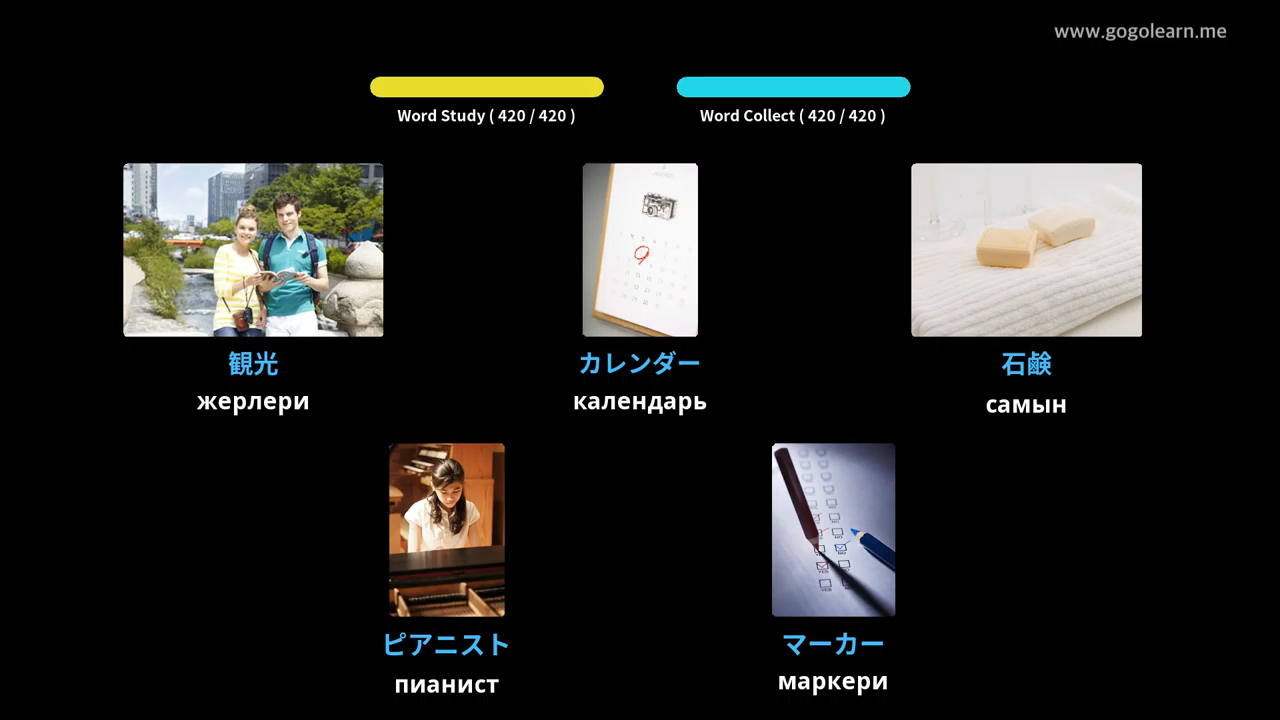 www.gogolearn.me
Word Study ( 420 / 420 )
Word Collect ( 420 / 420 )
観光
жерлери
カレンダー
календарь
石鹸
самын
ピアニスト
пианист
マーカー
маркери